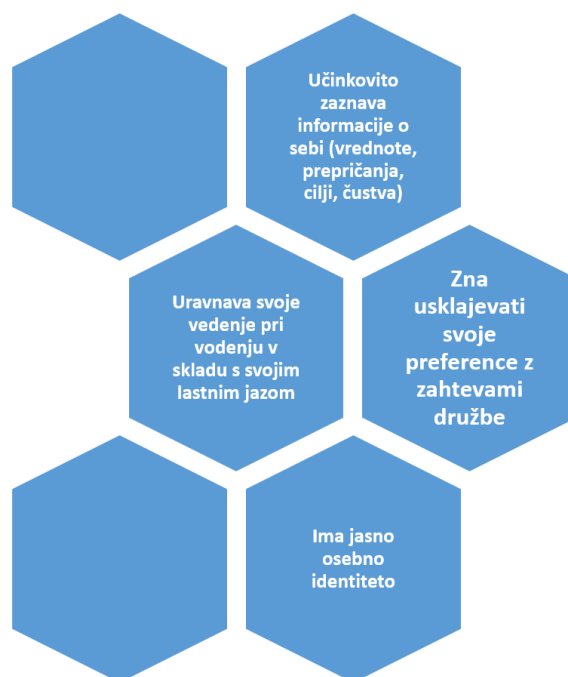 Učinkovito
zaznava
informacije o
sebi (vrednote,
prepričanja,
cilji, čustva)
Uravnava svoje
vedenje pri
vodenju v
skladu s svojim
lastnim jazom
Zna
usklajevati
svoje
preference z
zahtevami
družbe
Ima jasno
osebno
identiteto